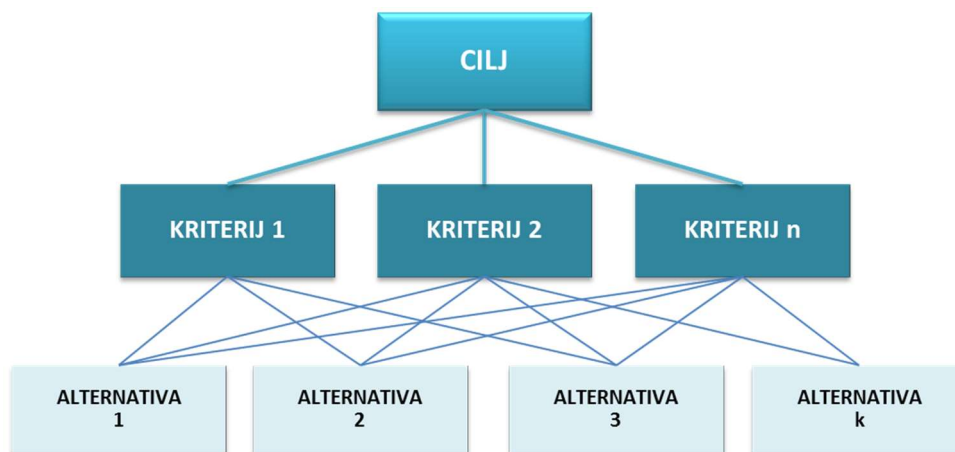 CILJ
KRITERIJ 1
KRITERIJ 2
KRITERIJ n
ALTERNATIVA
1
ALTERNATIVA
2
ALTERNATIVA
3
ALTERNATIVA
k